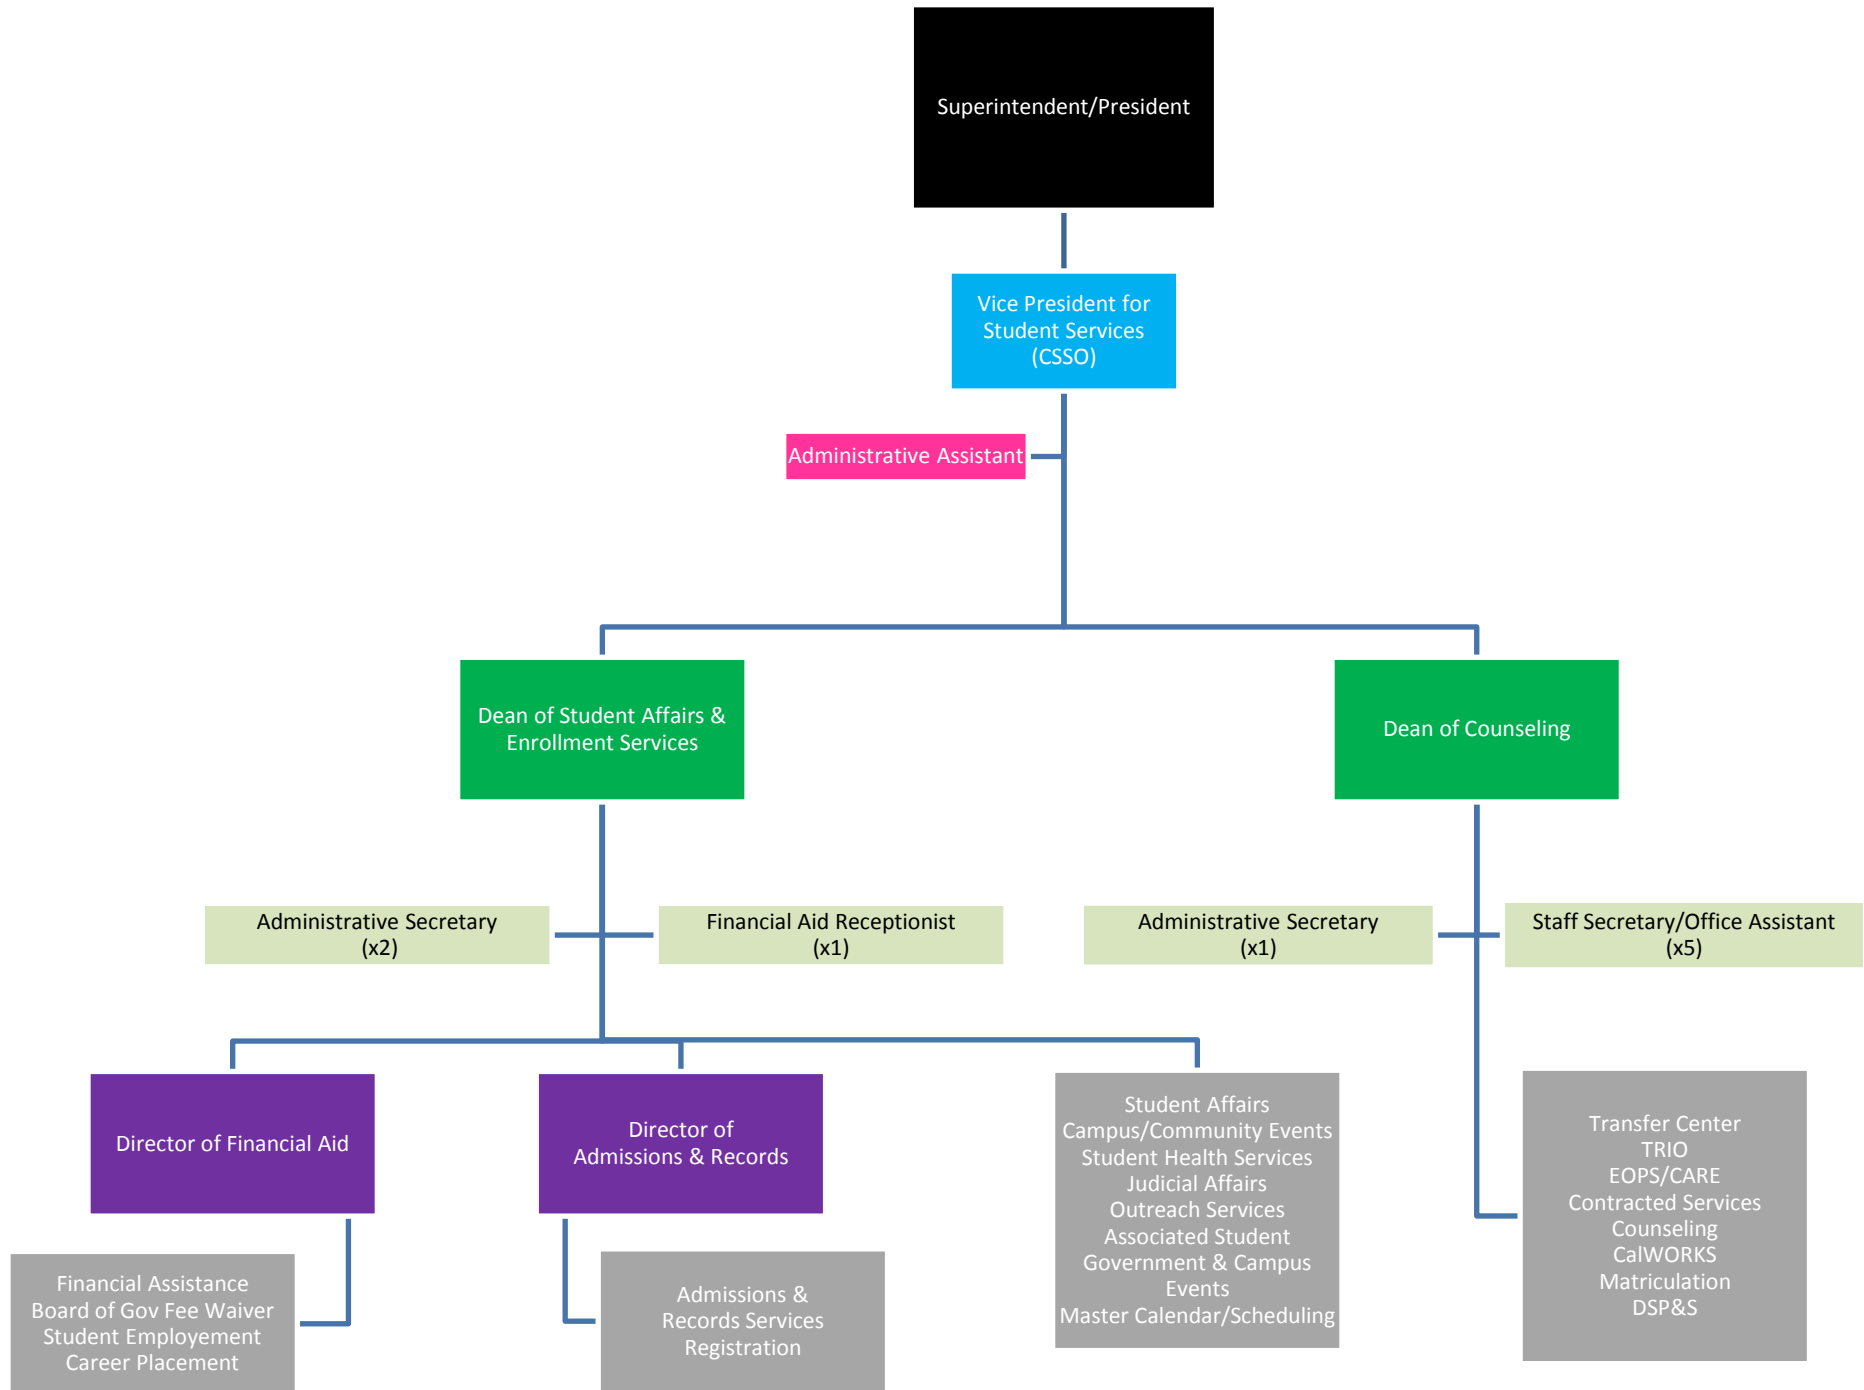 Superintendent/President
Vice President for
Student Services
(CSSO)
Administrative Assistant
Dean of Student Affairs &
Enrollment Services
Dean of Counseling
Administrative Secretary
(x2)
Financial Aid Receptionist
(x1)
Administrative Secretary
(x1)
Staff Secretary/Office Assistant
(x5)
Director of Financial Aid
Director of
Admissions & Records
Student Affairs
Campus/Community Events
Student Health Services
Judicial Affairs
Outreach Services
Associated Student
Government & Campus
Events
Master Calendar/Scheduling
Transfer Center
TRIO
EOPS/CARE
Contracted Services
Counseling
CalWORKS
Matriculation
DSP&S
Financial Assistance
Board of Gov Fee Waiver
Student Employement
Career Placement
Admissions &
Records Services
Registration